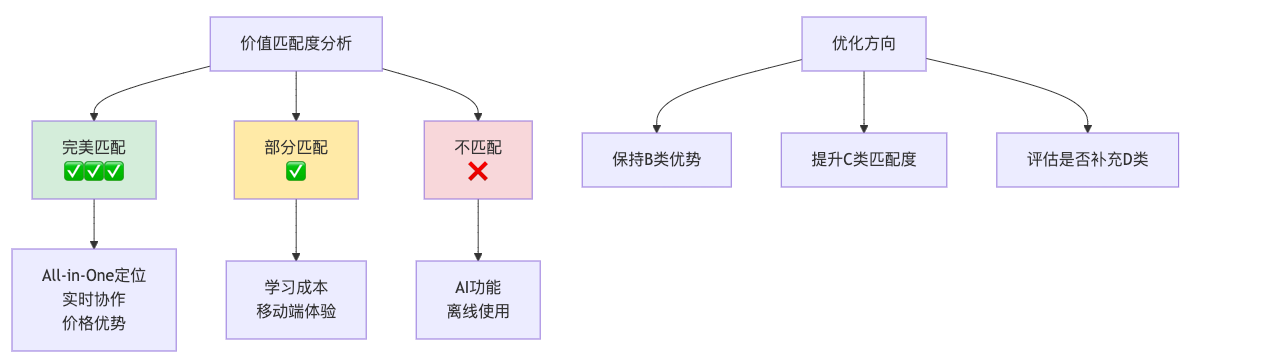 价值匹配度分析
完美匹配
✅✅✅
部分匹配
✅
不匹配
❌
All-in-One定位
实时协作
价格优势
学习成本
移动端体验
AI功能
离线使用
优化方向
保持B类优势
提升C类匹配度
评估是否补充D类